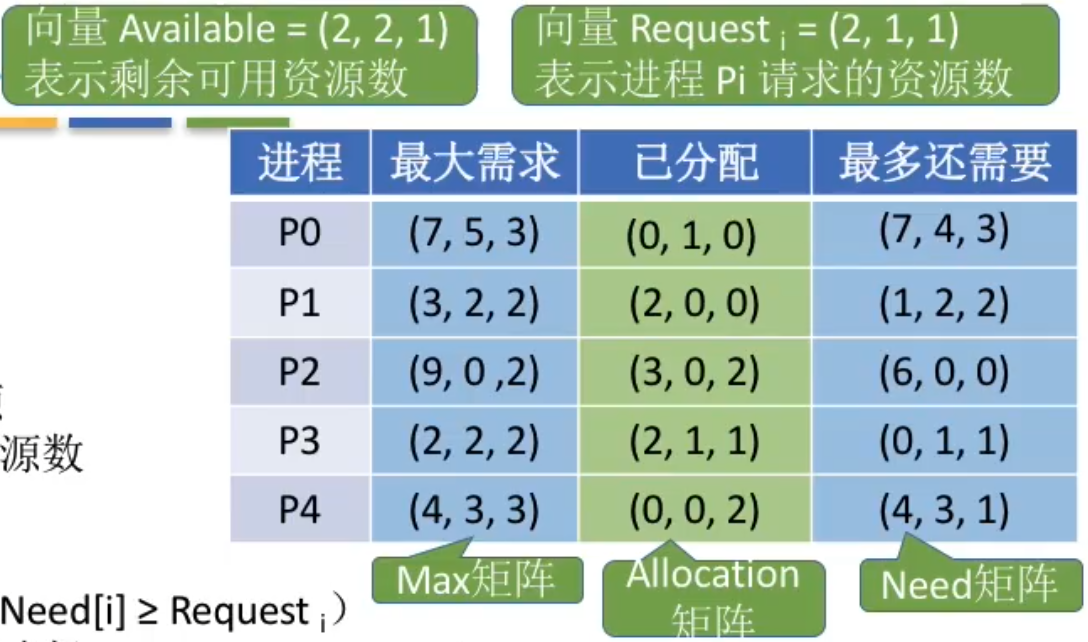 向量 Available = (2, 2, 1)
表示剩余可用资源数
向量 Request i = (2, 1, 1)
表示进程 Pi 请求的资源数
进程 最大需求 已分配 最多还需要
P0 (7, 5, 3) (0, 1, 0) (7, 4, 3)
P1 (3, 2, 2) (2, 0, 0) (1, 2, 2)
P2 (9, 0 ,2) (3, 0, 2) (6, 0, 0)
P3 (2, 2, 2) (2, 1, 1) (0, 1, 1)
P4 (4, 3, 3) (0, 0, 2) (4, 3, 1)
源数
Max矩阵
Allocation
矩阵
Need矩阵
Need[i] ≥ Request i）